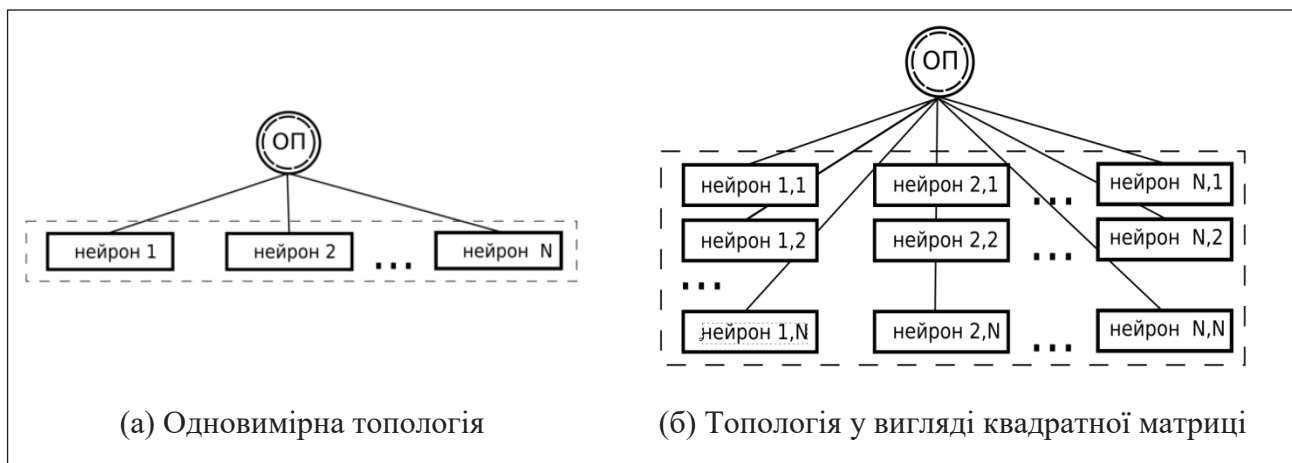 ОП
нейрон 1
нейрон 2
...
нейрон N
(а) Одновимірна топологія
ОП
нейрон 1,1
нейрон 2,1
...
нейрон N,1
нейрон 1,2
нейрон 2,2
...
нейрон N,2
...
нейрон 1,N
нейрон 2,N
...
нейрон N,N
(б) Топологія у вигляді квадратної матриці